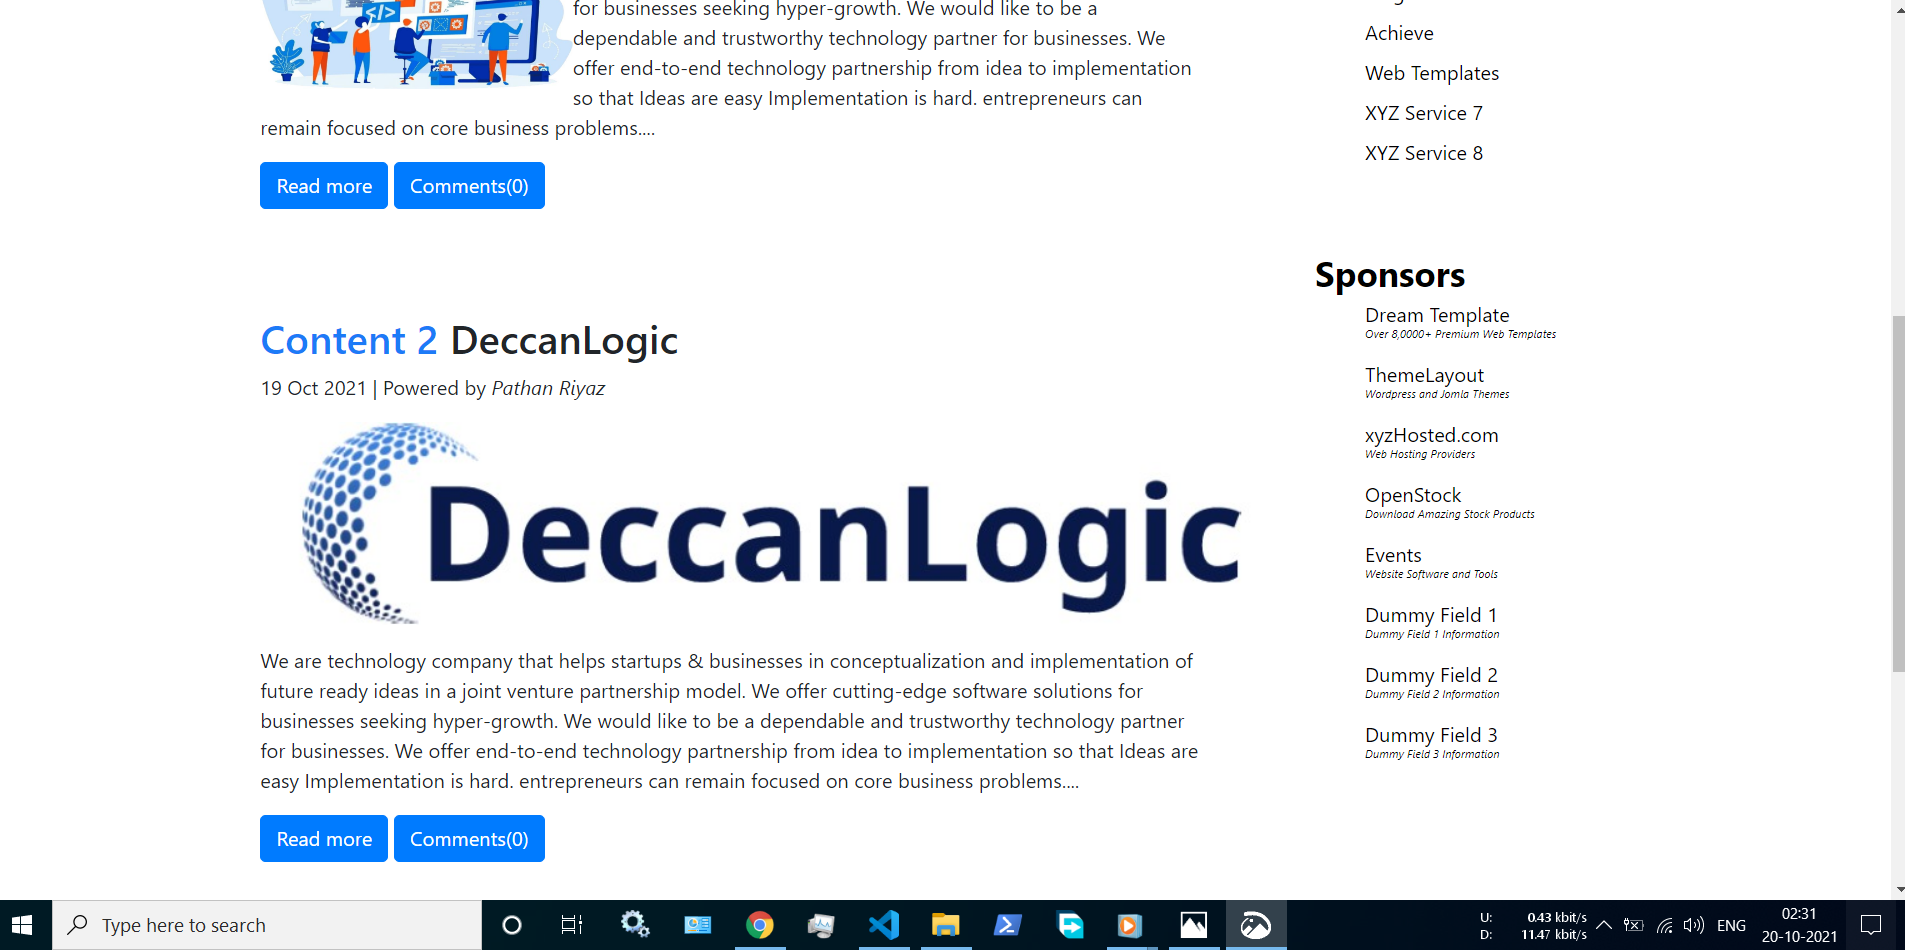 </>
for businesses seeking hyper-growth. We would like to be a
dependable and trustworthy technology partner for businesses. We
offer end-to-end technology partnership from idea to implementation
so that Ideas are easy Implementation is hard. entrepreneurs can
remain focused on core business problems....
Read more
Comments(0)
Content 2 DeccanLogic
19 Oct 2021 | Powered by Pathan Riyaz
DeccanLogic
We are technology company that helps startups & businesses in conceptualization and implementation of
future ready ideas in a joint venture partnership model. We offer cutting-edge software solutions for
businesses seeking hyper-growth. We would like to be a dependable and trustworthy technology partner
for businesses. We offer end-to-end technology partnership from idea to implementation so that Ideas are
easy Implementation is hard. entrepreneurs can remain focused on core business problems....
Read more
Comments(0)
Achieve
Web Templates
XYZ Service 7
XYZ Service 8
Sponsors
Dream Template
Over 8,0000+ Premium Web Templates
ThemeLayout
Wordpress and Jomla Themes
xyzHosted.com
Web Hosting Providers
OpenStock
Download Amazing Stock Products
Events
Website Software and Tools
Dummy Field 1
Dummy Field 1 Information
Dummy Field 2
Dummy Field 2 Information
Dummy Field 3
Dummy Field 3 Information
Type here to search
U: 0.43 kbit/s
D: 11.47 kbit/s
ENG
02:31
20-10-2021